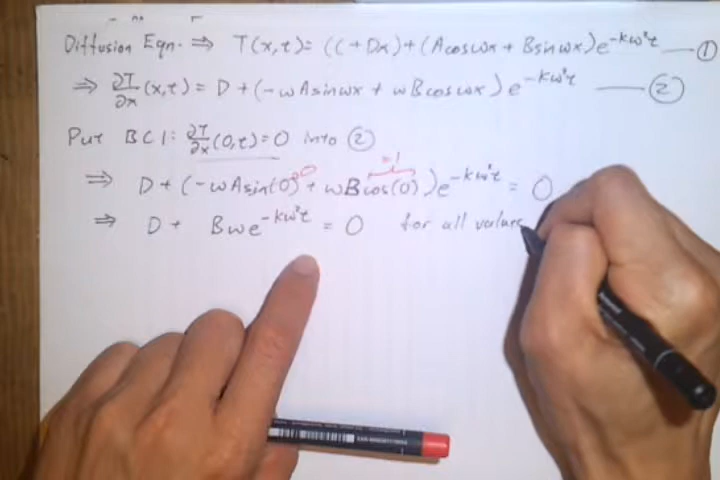 Diffusion Eqn. ⇒ T(x,t) = (C + Dx) + (Acosωx + Bsinωx)e^{-kω²t} — ①
⇒ ∂T/∂x (x,t) = D + (-ωAsinωx + ωBcosωx)e^{-kω²t} — ②
Put BC1: ∂T/∂x (0,t) = 0 into ②
=1
⇒ D + (-ωAsin(0)⁰ + ωBcos(0))e^{-kω²t} = 0
⇒ D + Bωe^{-kω²t} = 0 for all values